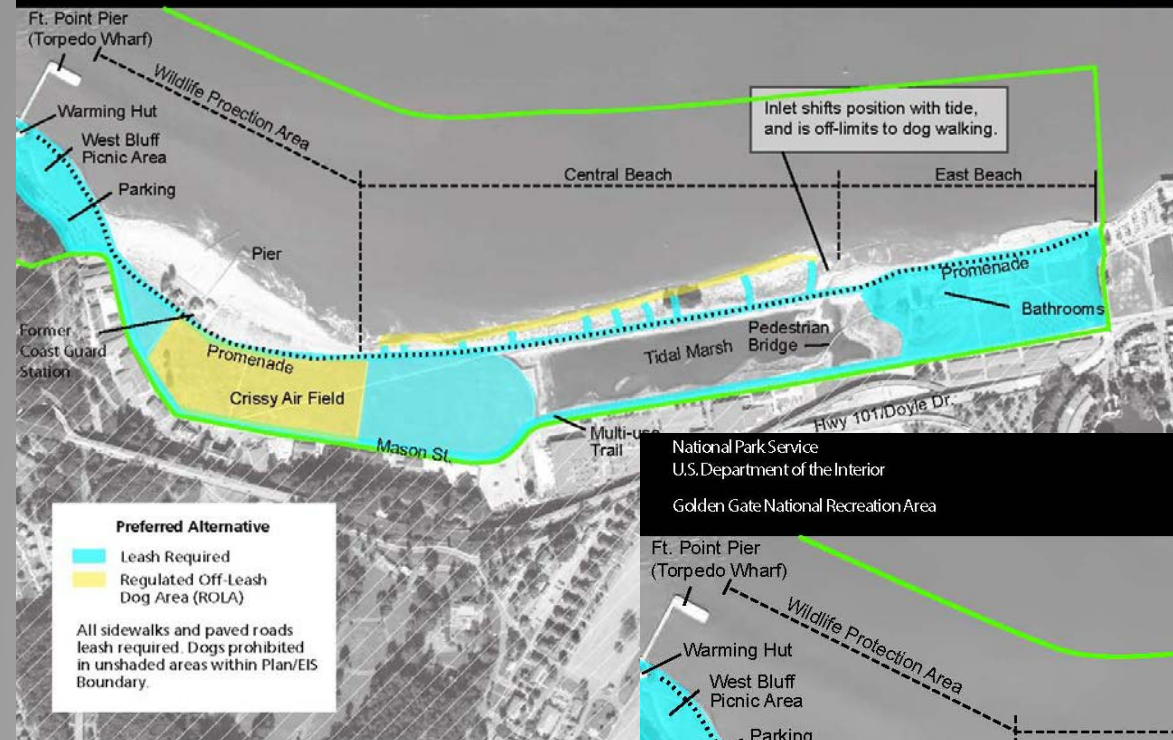 Ft. Point Pier
(Torpedo Wharf)
Wildlife Proection Area
Warming Hut
West Bluff
Picnic Area
Parking
Pier
Inlet shifts position with tide,
and is off-limits to dog walking.
Central Beach
East Beach
Promenade
Bathrooms
Former
Coast Guard
Station
Promenade
Crissy Air Field
Tidal Marsh
Pedestrian
Bridge
Mason St.
Multi-use
Trail
Hwy 101/Doyle Dr.
Preferred Alternative
Leash Required
Regulated Off-Leash
Dog Area (ROLA)
All sidewalks and paved roads
leash required. Dogs prohibited
in unshaded areas within Plan/EIS
Boundary.
National Park Service
U.S. Department of the Interior
Golden Gate National Recreation Area
Ft. Point Pier
(Torpedo Wharf)
Wildlife Protection Area
Warming Hut
West Bluff
Picnic Area
Parking